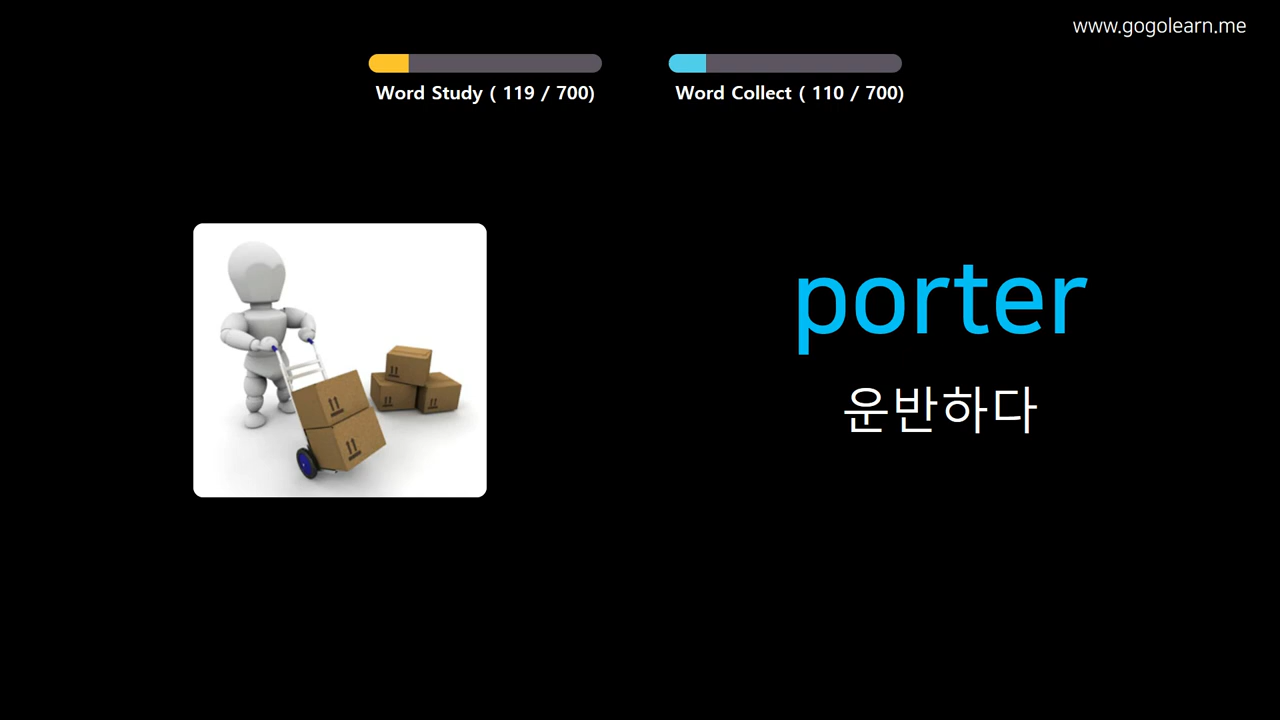 www.gogolearn.me
Word Study ( 119 / 700)
Word Collect ( 110 / 700)
porter
운반하다